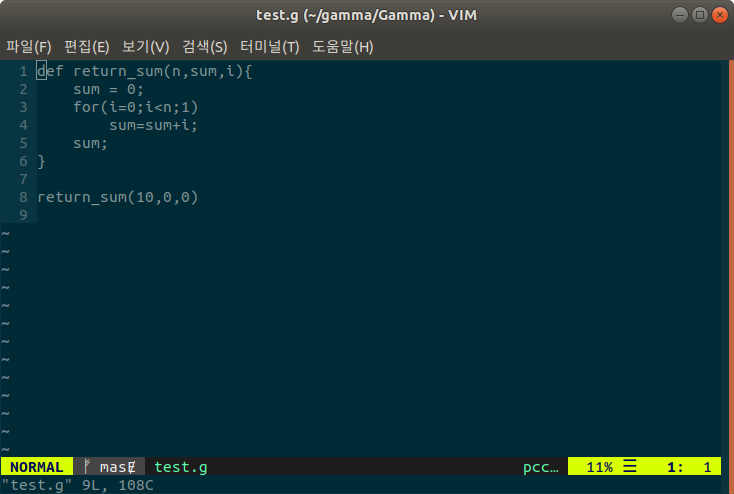 test.g (~/gamma/Gamma) - VIM
파일(F) 편집(E) 보기(V) 검색(S) 터미널(T) 도움말(H)
1 def return_sum(n,sum,i){
2     sum = 0;
3     for(i=0;i<n;1)
4         sum=sum+i;
5     sum;
6 }
7
8 return_sum(10,0,0)
9
~
~
~
~
~
~
~
~
~
~
~
~
~
NORMAL ᚠ masɆ test.g pcc… 11% ☰ 1: 1
"test.g" 9L, 108C